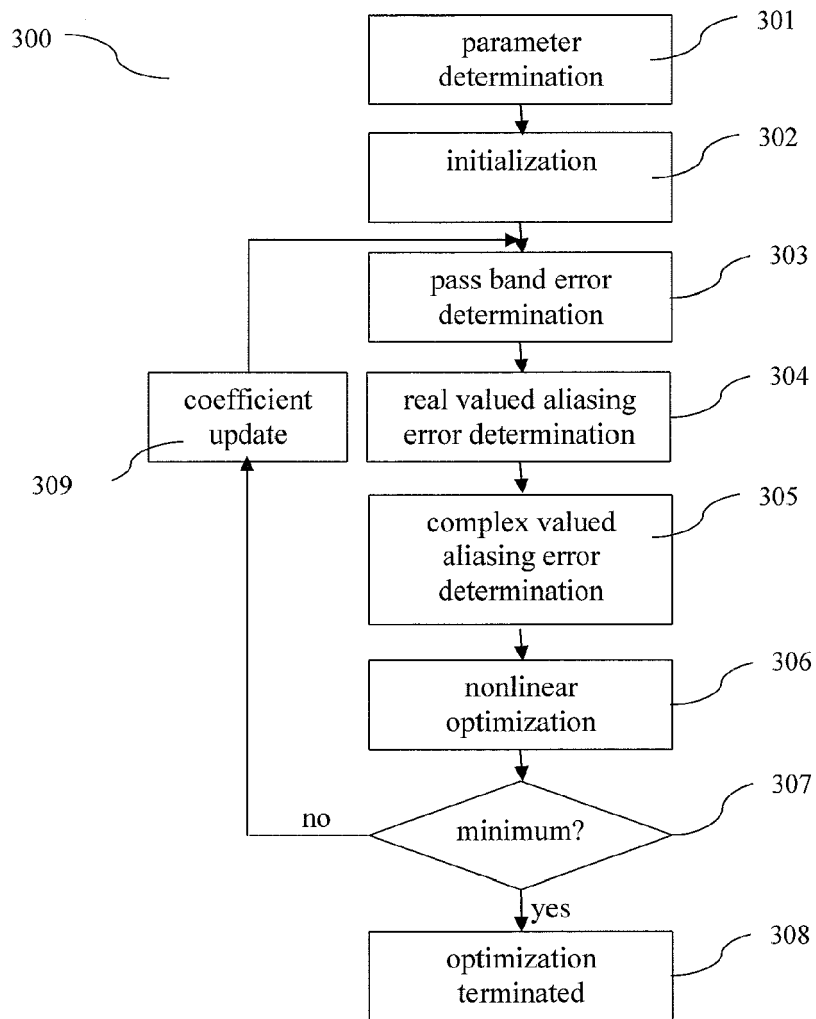 300
parameter
determination
301
initialization
302
pass band error
determination
303
coefficient
update
309
real valued aliasing
error determination
304
complex valued
aliasing error
determination
305
nonlinear
optimization
306
minimum?
307
no
yes
optimization
terminated
308